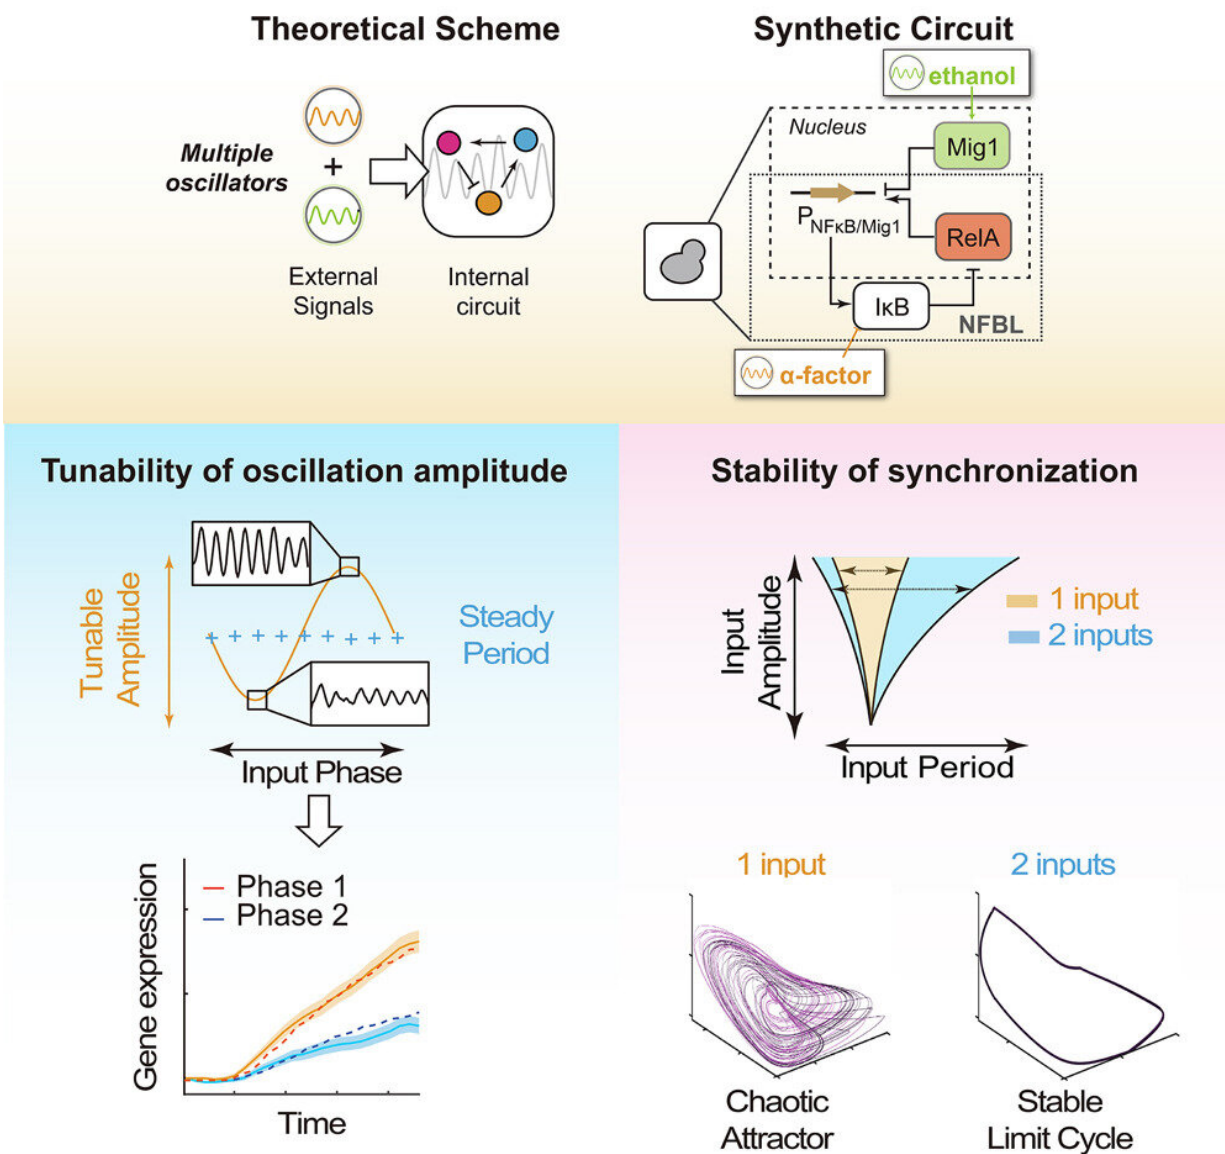 Theoretical Scheme
Multiple
oscillators
+
External
Signals
Internal
circuit
Synthetic Circuit
ethanol
Nucleus
Mig1
PNFκB/Mig1
RelA
IκB
NFBL
α-factor
Tunability of oscillation amplitude
Tunable
Amplitude
Steady
Period
Input Phase
Gene expression
Phase 1
Phase 2
Time
Stability of synchronization
Input
Amplitude
1 input
2 inputs
Input Period
1 input
Chaotic
Attractor
2 inputs
Stable
Limit Cycle